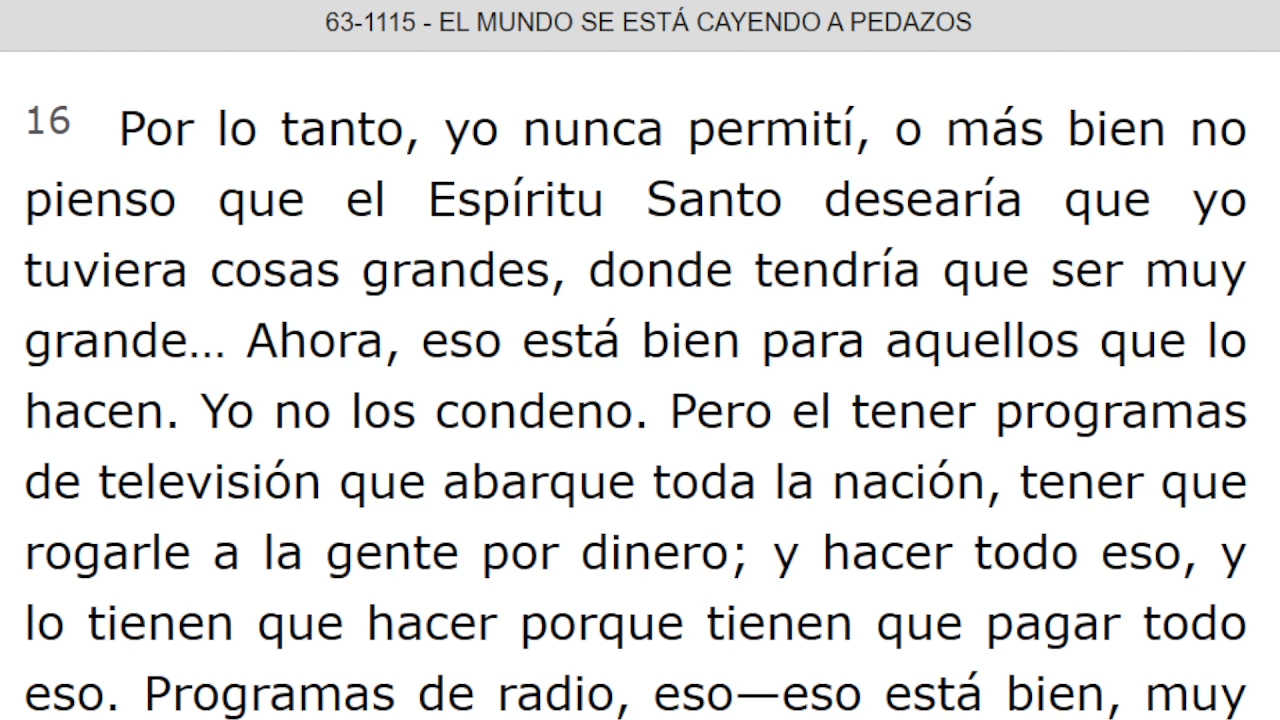 63-1115 - EL MUNDO SE ESTÁ CAYENDO A PEDAZOS
16 Por lo tanto, yo nunca permití, o más bien no
pienso que el Espíritu Santo desearía que yo
tuviera cosas grandes, donde tendría que ser muy
grande… Ahora, eso está bien para aquellos que lo
hacen. Yo no los condeno. Pero el tener programas
de televisión que abarque toda la nación, tener que
rogarle a la gente por dinero; y hacer todo eso, y
lo tienen que hacer porque tienen que pagar todo
eso. Programas de radio, eso—eso está bien, muy